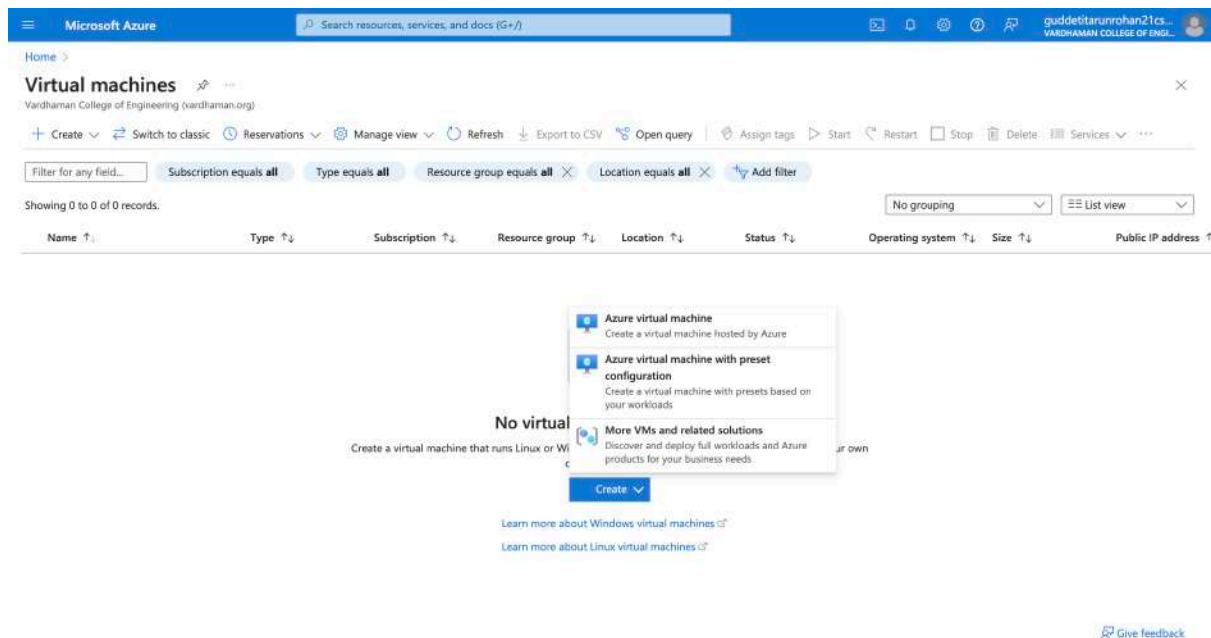 Microsoft Azure
Search resources, services, and docs (G+/)
guddetitarunrohan21cs...
VARDHAMAN COLLEGE OF ENGI...
Home >
Virtual machines ...
Vardhaman College of Engineering (vardhaman.org)
+ Create Switch to classic Reservations Manage view Refresh Export to CSV Open query Assign tags Start Restart Stop Delete Services ...
Filter for any field... Subscription equals all Type equals all Resource group equals all Location equals all Add filter
Showing 0 to 0 of 0 records.
No grouping List view
Name Type Subscription Resource group Location Status Operating system Size Public IP address
Azure virtual machine
Create a virtual machine hosted by Azure
Azure virtual machine with preset
configuration
Create a virtual machine with presets based on
your workloads
More VMs and related solutions
Discover and deploy full workloads and Azure
products for your business needs
No virtual
Create a virtual machine that runs Linux or Wi ur own
c
Create
Learn more about Windows virtual machines
Learn more about Linux virtual machines
Give feedback